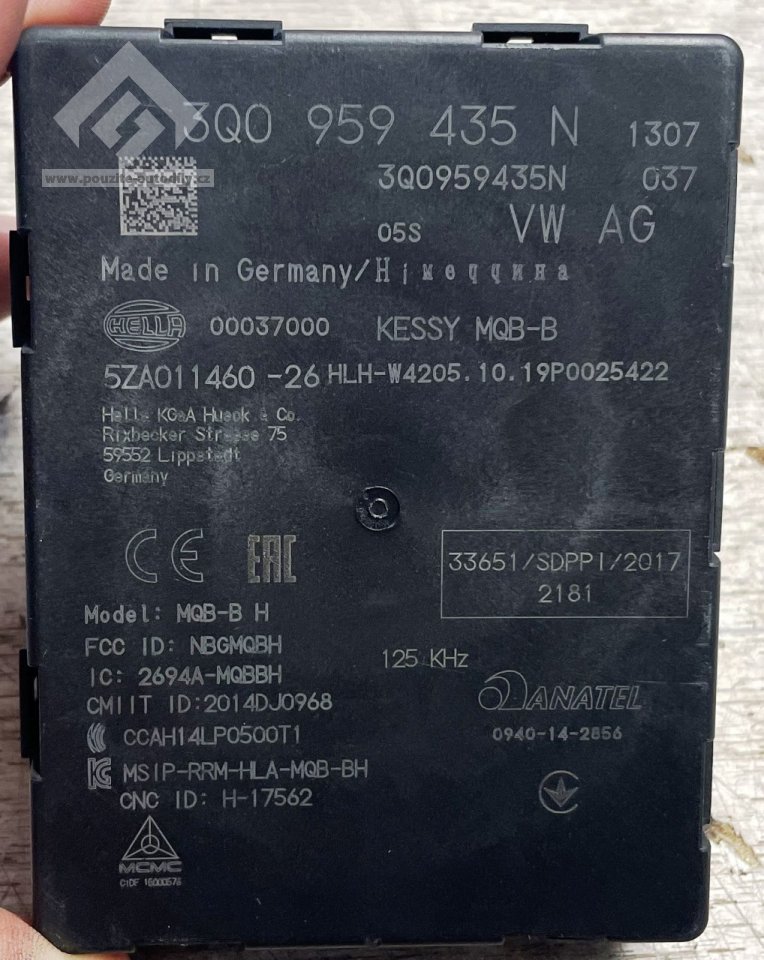 3Q0 959 435 N 1307
www.pouzite-autodily.cz
3Q0959435N 037
05S VW AG
Made in Germany/Німеччина
HELLA 00037000 KESSY MQB-B
5ZA011460-26 HLH-W4205.10.19P0025422
Hella KGaA Hueck & Co.
Rixbecker Strasse 75
59552 Lippstadt
Germany
CE EAC
33651/SDPPI/2017
2181
Model: MQB-B H
FCC ID: NBGMQBH
IC: 2694A-MQBBH
125 KHz
CMIIT ID:2014DJ0968
ANATEL
CCAH14LP0500T1
0940-14-2856
MSIP-RRM-HLA-MQB-BH
CNC ID: H-17562
MCMC